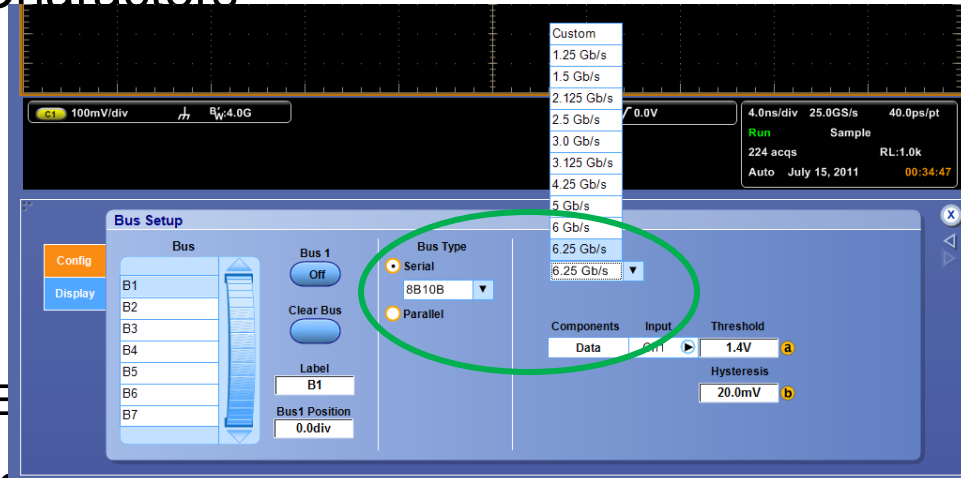 Custom
1.25 Gb/s
1.5 Gb/s
2.125 Gb/s
2.5 Gb/s
3.0 Gb/s
3.125 Gb/s
4.25 Gb/s
5 Gb/s
6 Gb/s
6.25 Gb/s
6.25 Gb/s
C1 100mV/div BW:4.0G
0.0V
4.0ns/div 25.0GS/s 40.0ps/pt
Run Sample
224 acqs RL:1.0k
Auto July 15, 2011 00:34:47
Bus Setup
Config
Display
Bus
B1
B2
B3
B4
B5
B6
B7
Bus 1
Off
Clear Bus
Label
B1
Bus1 Position
0.0div
Bus Type
Serial
8B10B
Parallel
Components Input Threshold
Data 1.4V a
Hysteresis
20.0mV b
X